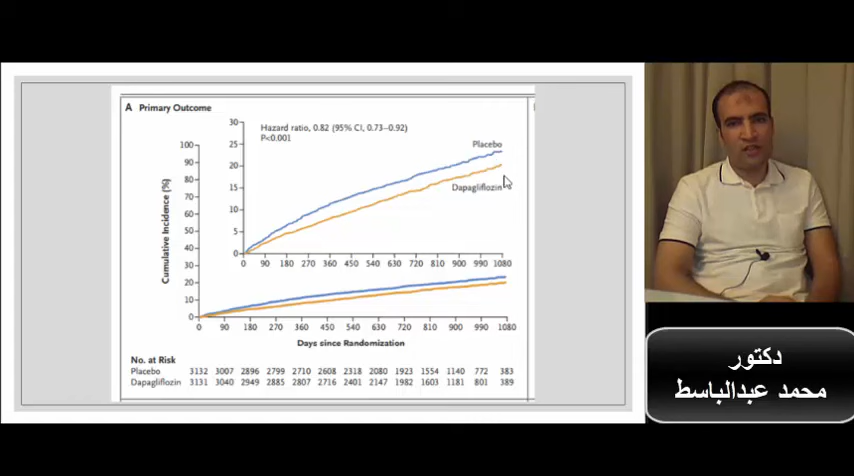 A Primary Outcome
Hazard ratio, 0.82 (95% CI, 0.73–0.92)
P<0.001
Placebo
Dapagliflozin
30
25
20
15
10
5
0
0 90 180 270 360 450 540 630 720 810 900 990 1080
Cumulative Incidence (%)
100
90
80
70
60
50
40
30
20
10
0
0 90 180 270 360 450 540 630 720 810 900 990 1080
Days since Randomization
No. at Risk
Placebo 3132 3007 2896 2799 2710 2608 2318 2080 1923 1554 1140 772 383
Dapagliflozin 3131 3040 2949 2885 2807 2716 2401 2147 1982 1603 1181 801 389
دكتور
محمد عبدالباسط